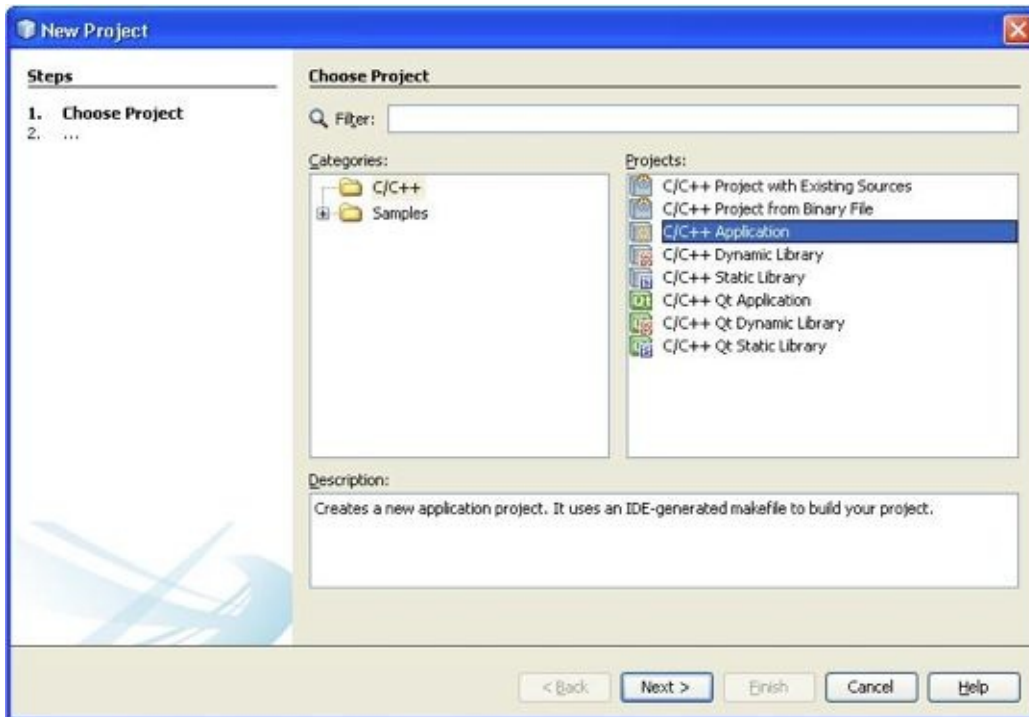 New Project
Steps
1. Choose Project
2. ...
Choose Project
Filter:
Categories:
C/C++
Samples
Projects:
C/C++ Project with Existing Sources
C/C++ Project from Binary File
C/C++ Application
C/C++ Dynamic Library
C/C++ Static Library
C/C++ Qt Application
C/C++ Qt Dynamic Library
C/C++ Qt Static Library
Description:
Creates a new application project. It uses an IDE-generated makefile to build your project.
< Back
Next >
Finish
Cancel
Help